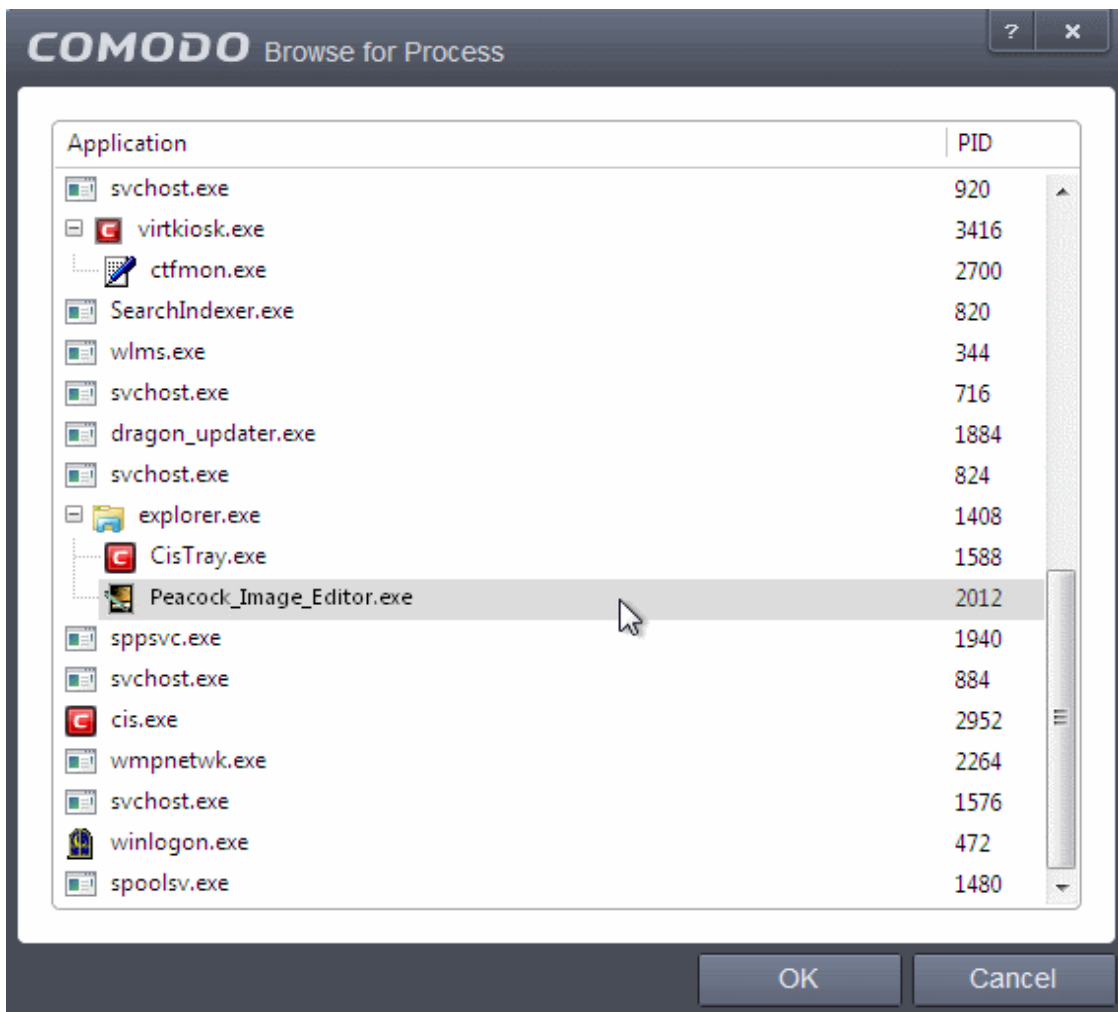 COMODO Browse for Process ? x
Application PID
svchost.exe 920
virtkiosk.exe 3416
ctfmon.exe 2700
SearchIndexer.exe 820
wlms.exe 344
svchost.exe 716
dragon_updater.exe 1884
svchost.exe 824
explorer.exe 1408
CisTray.exe 1588
Peacock_Image_Editor.exe 2012
sppsvc.exe 1940
svchost.exe 884
cis.exe 2952
wmpnetwk.exe 2264
svchost.exe 1576
winlogon.exe 472
spoolsv.exe 1480
OK Cancel